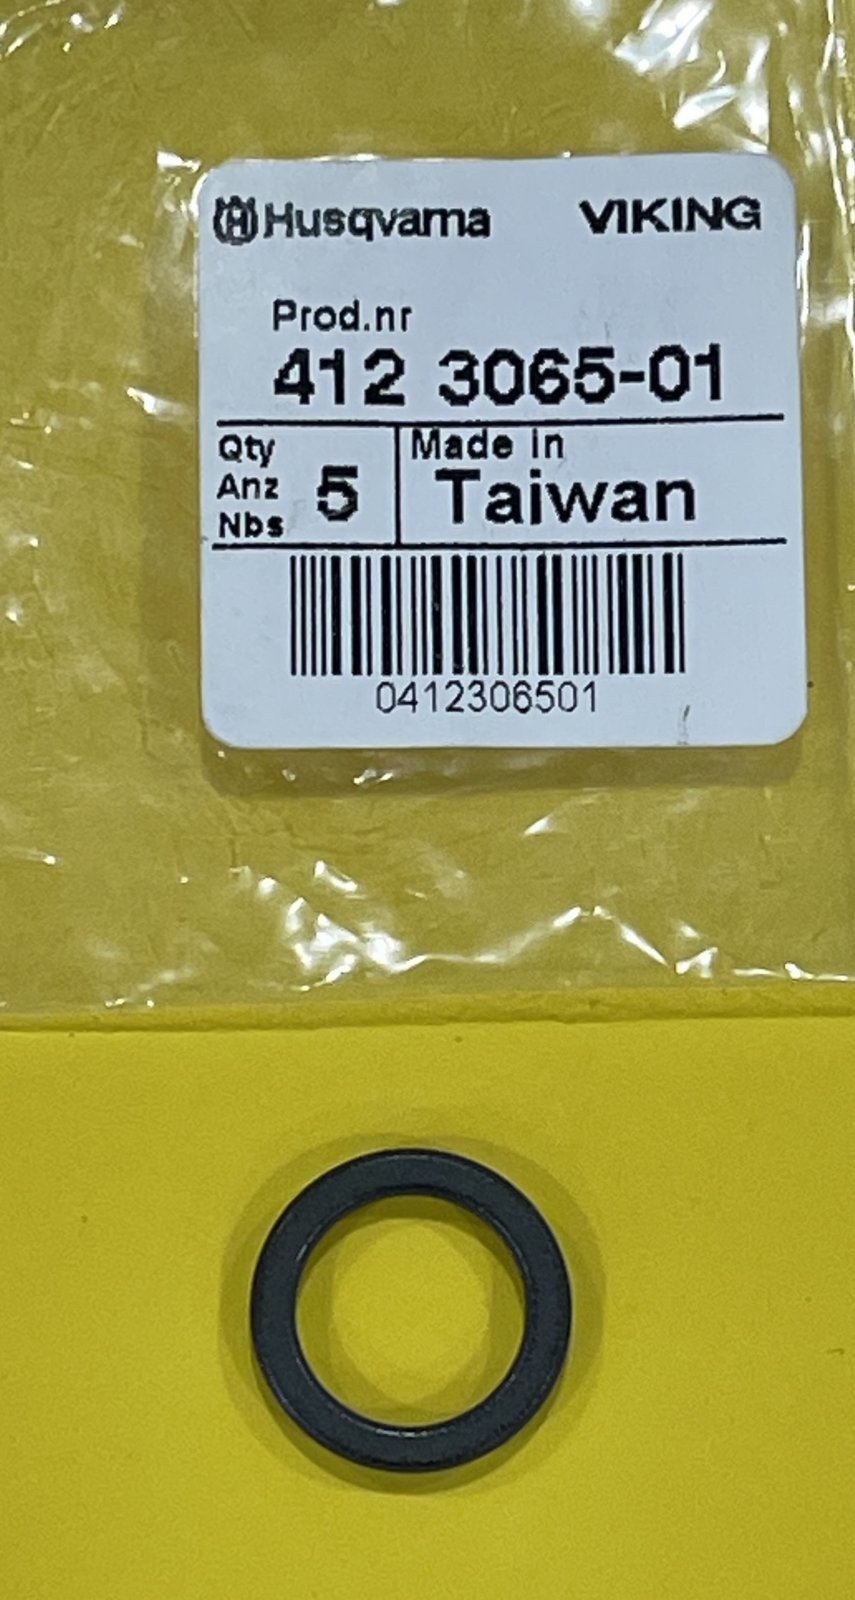 Husqvarna VIKING
Prod.nr
412 3065-01
Qty
Anz
Nbs
5
Made in
Taiwan
0412306501